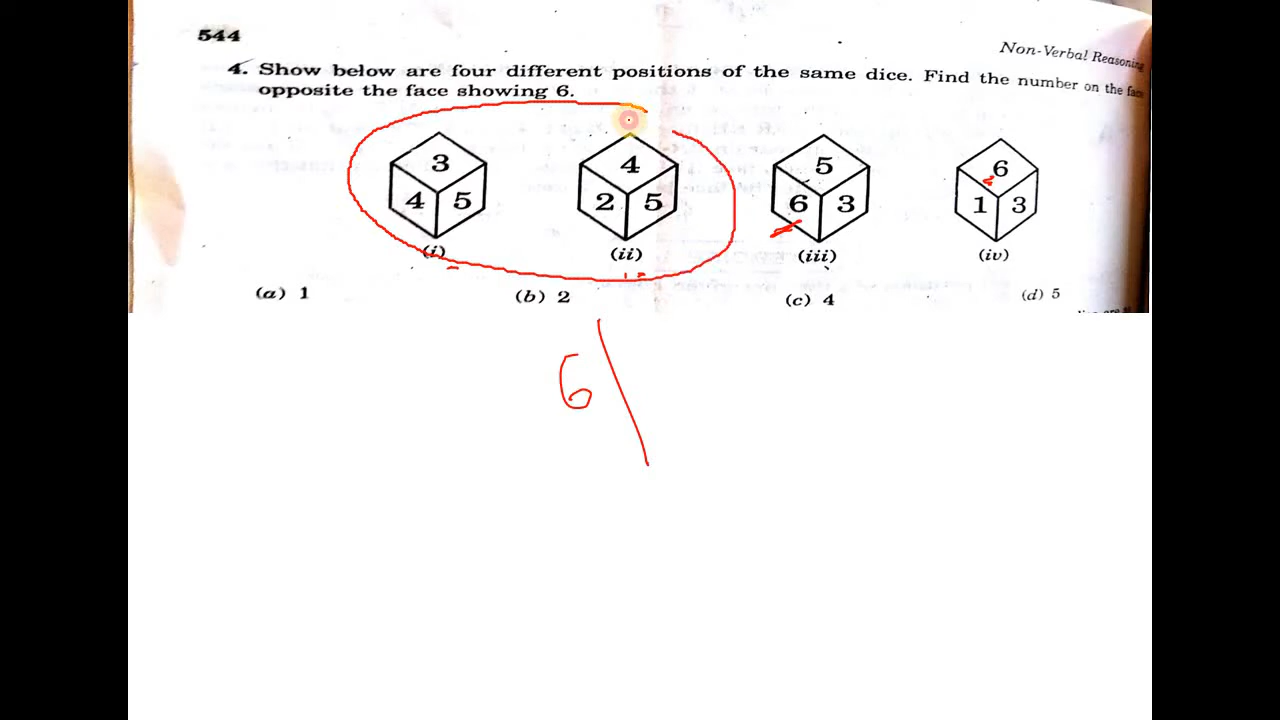 544
Non-Verbal Reasoning
4. Show below are four different positions of the same dice. Find the number on the face
opposite the face showing 6.
3
4 5
(i)
4
2 5
(ii)
5
6 3
(iii)
6
1 3
(iv)
(a) 1 (b) 2 (c) 4 (d) 5
6